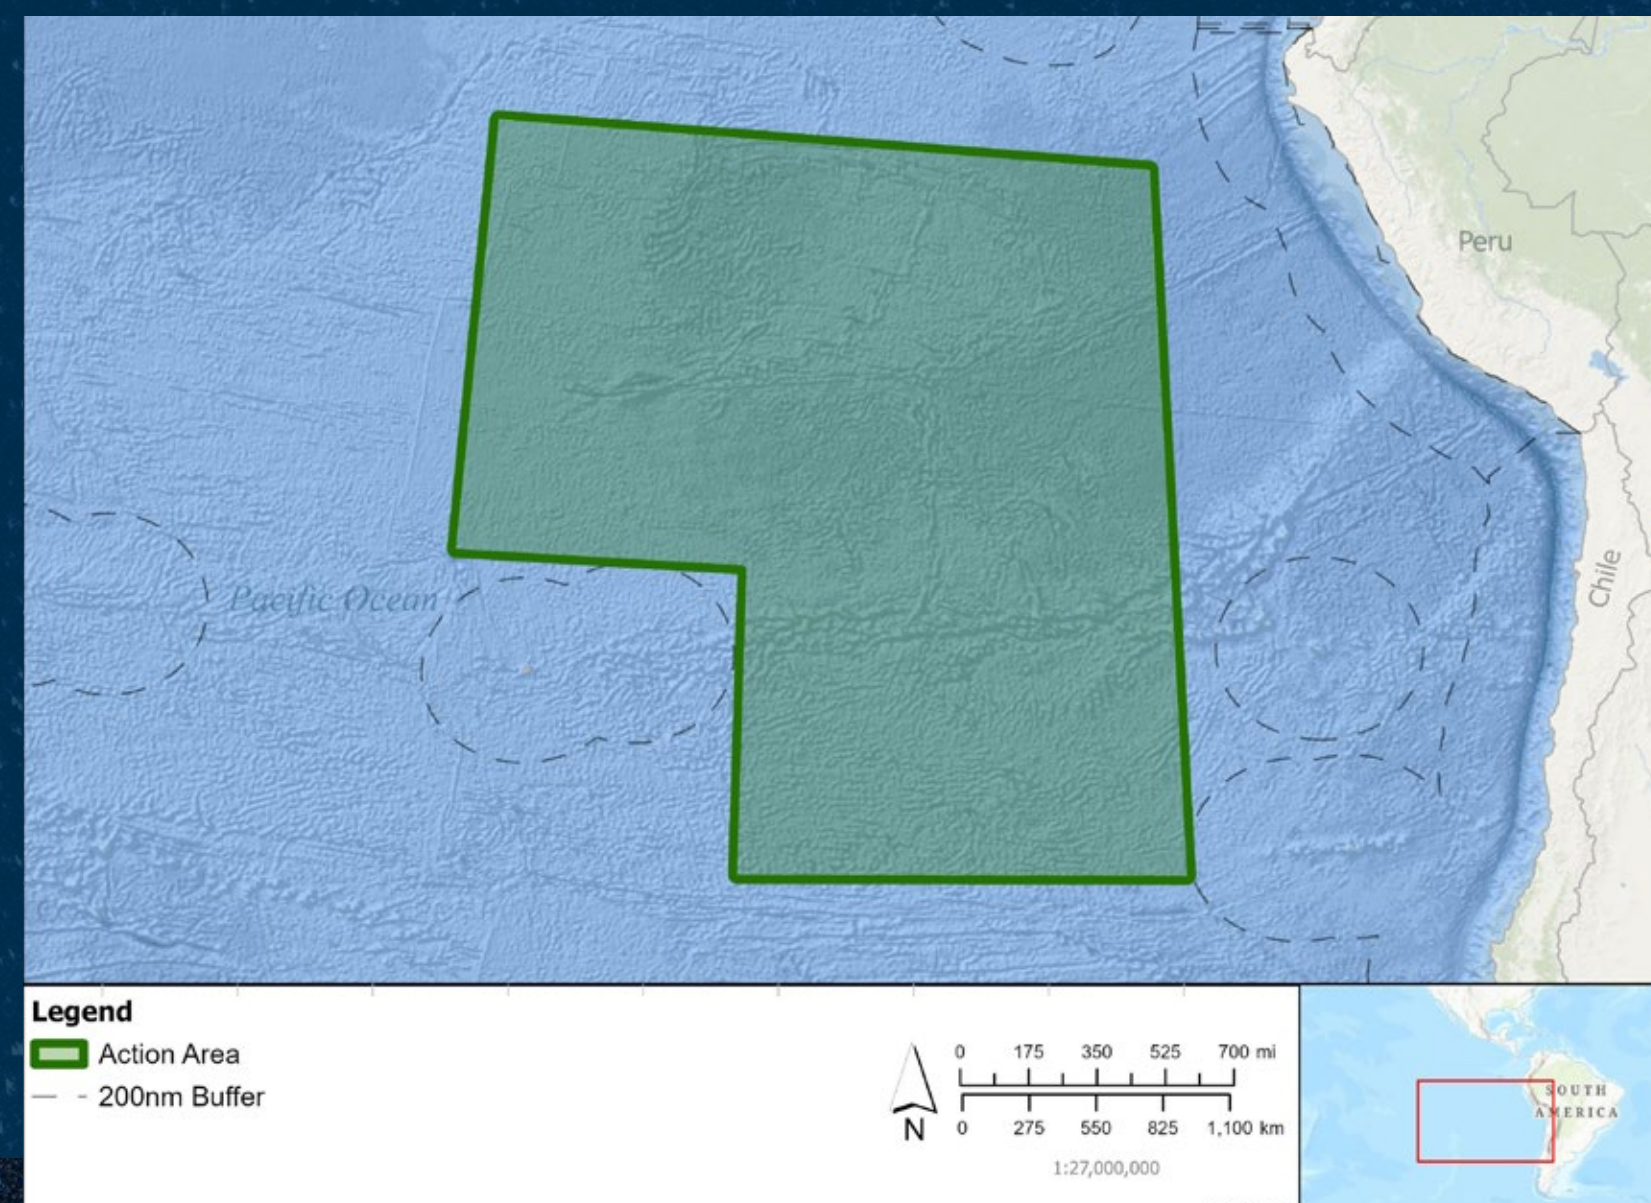 Peru
Pacific Ocean
Chile
Legend
Action Area
200nm Buffer
N
0 175 350 525 700 mi
0 275 550 825 1,100 km
1:27,000,000
SOUTH
AMERICA